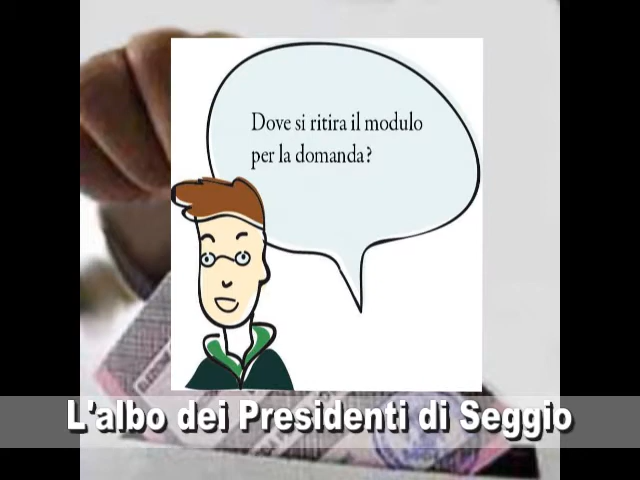 Dove si ritira il modulo
per la domanda?
L'albo dei Presidenti di Seggio